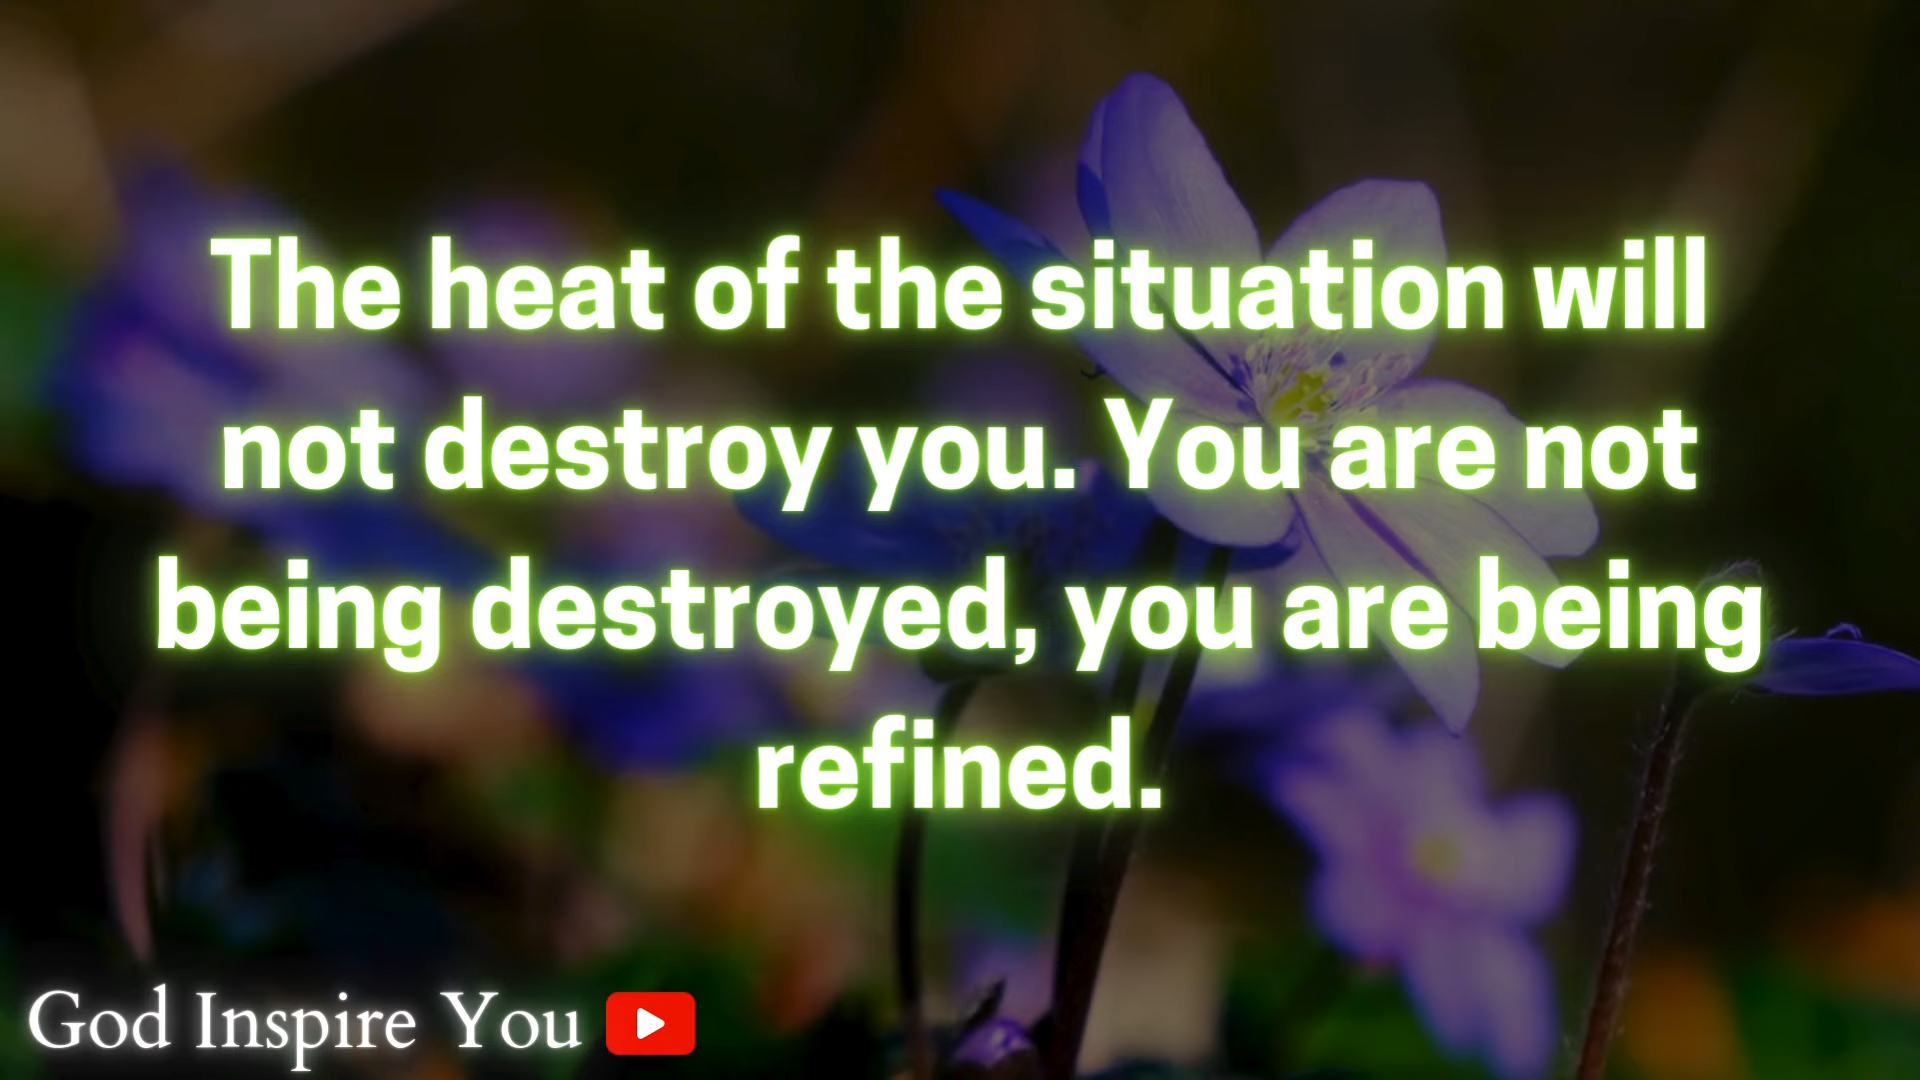 The heat of the situation will
not destroy you. You are not
being destroyed, you are being
refined.
God Inspire You